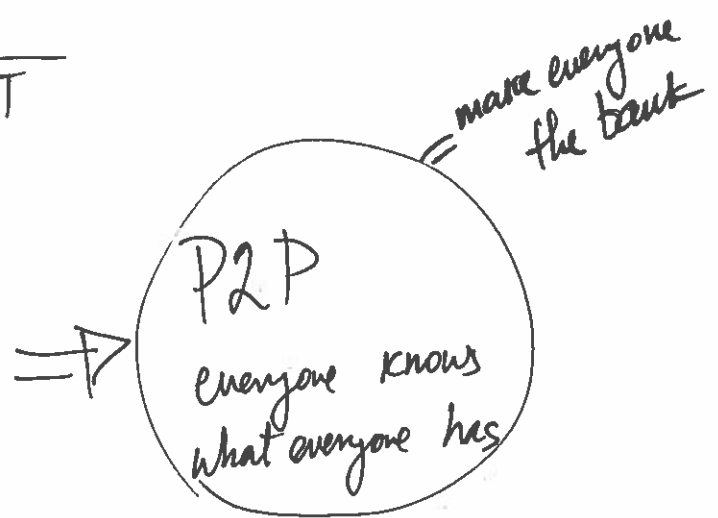 T
make everyone
the bank
P2P
everyone knows
what everyone has